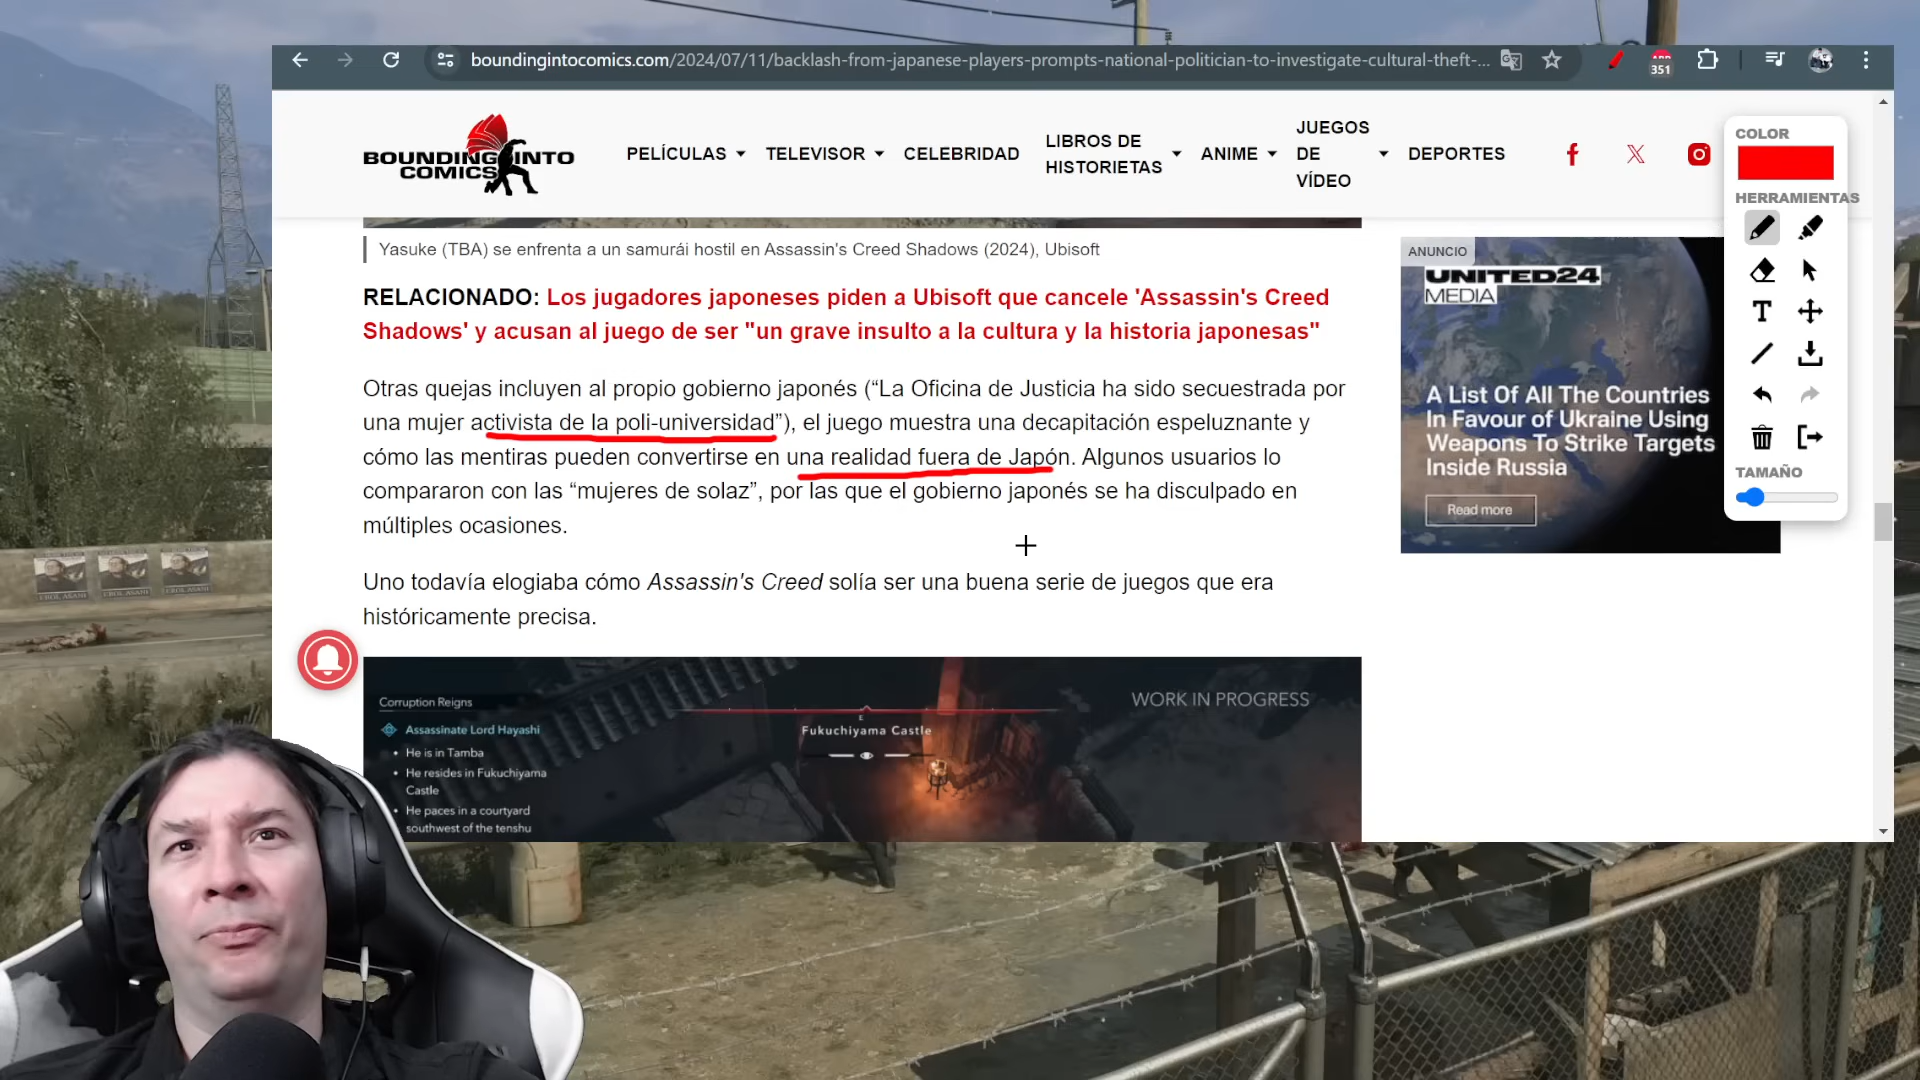 boundingintocomics.com/2024/07/11/backlash-from-japanese-players-prompts-national-politician-to-investigate-cultural-theft-...
351
BOUNDING INTO
COMICS
PELÍCULAS
TELEVISOR
CELEBRIDAD
LIBROS DE
HISTORIETAS
ANIME
JUEGOS
DE
VÍDEO
DEPORTES
COLOR
HERRAMIENTAS
TAMAÑO
Yasuke (TBA) se enfrenta a un samurái hostil en Assassin's Creed Shadows (2024), Ubisoft
RELACIONADO: Los jugadores japoneses piden a Ubisoft que cancele 'Assassin's Creed
Shadows' y acusan al juego de ser "un grave insulto a la cultura y la historia japonesas"
Otras quejas incluyen al propio gobierno japonés (“La Oficina de Justicia ha sido secuestrada por
una mujer activista de la poli-universidad”), el juego muestra una decapitación espeluznante y
cómo las mentiras pueden convertirse en una realidad fuera de Japón. Algunos usuarios lo
compararon con las “mujeres de solaz”, por las que el gobierno japonés se ha disculpado en
múltiples ocasiones.
Uno todavía elogiaba cómo Assassin's Creed solía ser una buena serie de juegos que era
históricamente precisa.
ANUNCIO
UNITED24
MEDIA
A List Of All The Countries
In Favour of Ukraine Using
Weapons To Strike Targets
Inside Russia
Read more
Corruption Reigns
Assassinate Lord Hayashi
He is in Tamba
He resides in Fukuchiyama
Castle
He paces in a courtyard
southwest of the tenshu
E
Fukuchiyama Castle
WORK IN PROGRESS